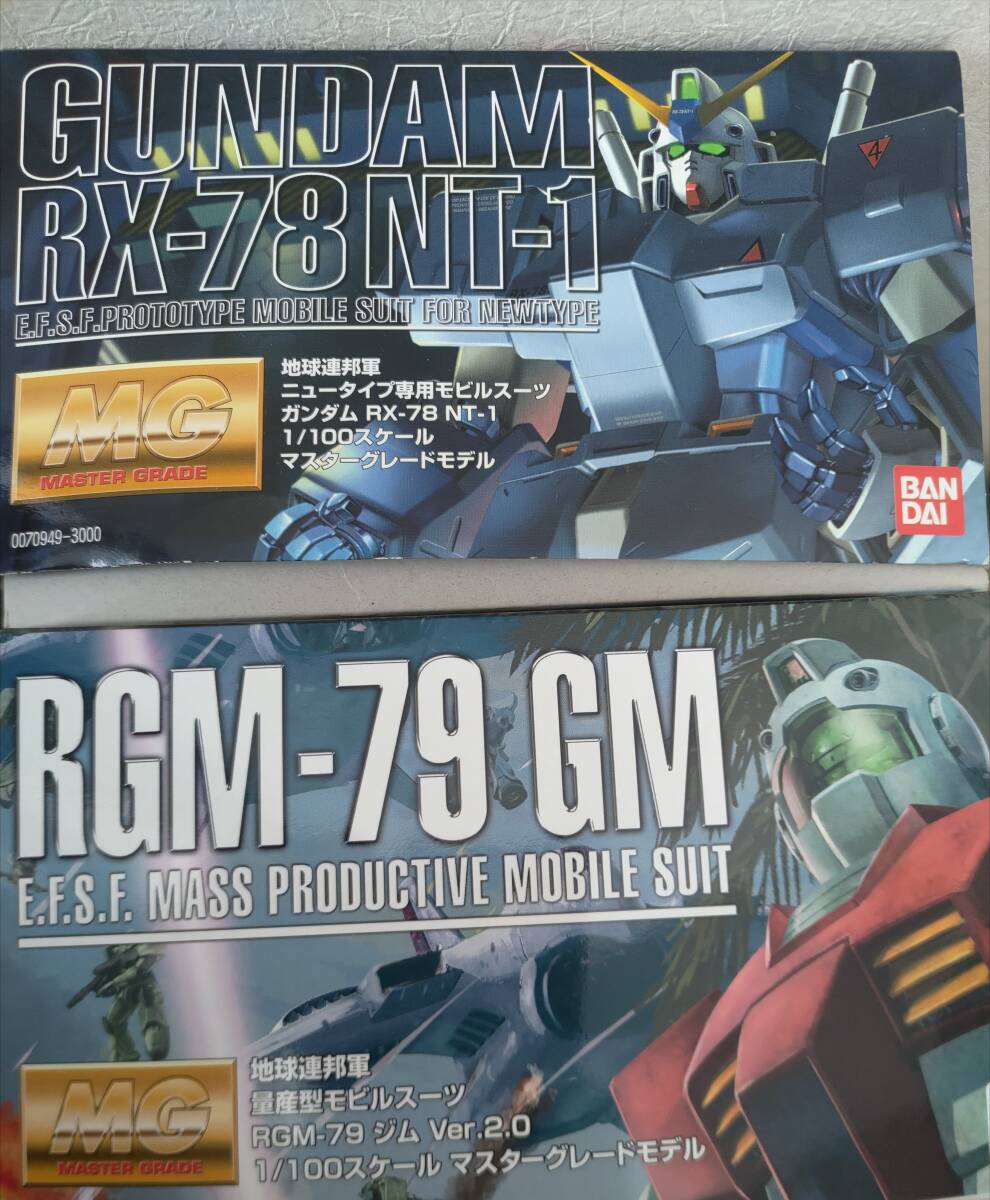 GUNDAM
RX-78 NT-1
E.F.S.F. PROTOTYPE MOBILE SUIT FOR NEWTYPE
MG
MASTER GRADE
地球連邦軍
ニュータイプ専用モビルスーツ
ガンダム RX-78 NT-1
1/100スケール
マスターグレードモデル
0070949-3000
4
BAN
DAI
RGM-79 GM
E.F.S.F. MASS PRODUCTIVE MOBILE SUIT
MG
MASTER GRADE
地球連邦軍
量産型モビルスーツ
RGM-79 ジム Ver.2.0
1/100スケール マスターグレードモデル